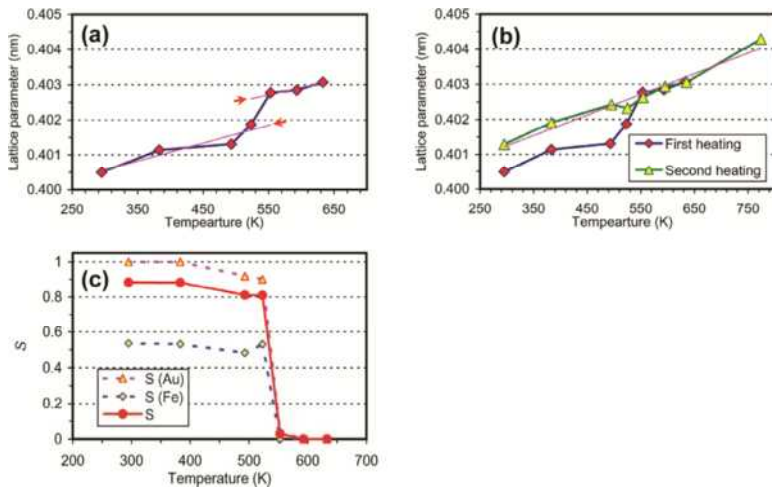 (a)
Lattice parameter (nm)
0.405
0.404
0.403
0.402
0.401
0.400
250 350 450 550 650
Tempearture (K)
(b)
Lattice parameter (nm)
0.405
0.404
0.403
0.402
0.401
0.400
First heating
Second heating
250 350 450 550 650 750
Tempearture (K)
(c)
S
1
0.8
0.6
0.4
0.2
0
S (Au)
S (Fe)
S
200 300 400 500 600 700
Temperature (K)